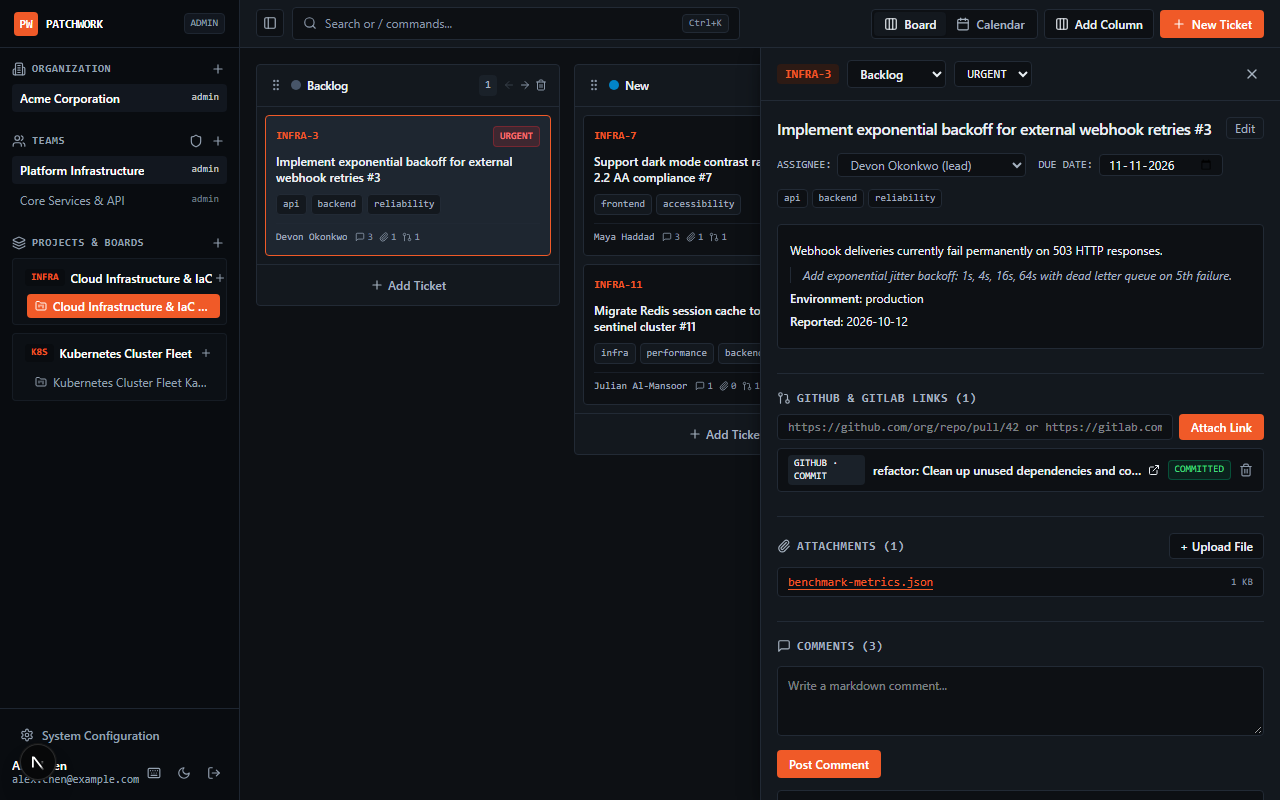 PW PATCHWORK ADMIN
ORGANIZATION
Acme Corporation admin
TEAMS
Platform Infrastructure admin
Core Services & API admin
PROJECTS & BOARDS
INFRA Cloud Infrastructure & IaC
Cloud Infrastructure & IaC ...
K8S Kubernetes Cluster Fleet
Kubernetes Cluster Fleet Ka...
System Configuration
alex.chen@example.com
Search or / commands... Ctrl+K
Board Calendar Add Column New Ticket
Backlog 1
INFRA-3 URGENT
Implement exponential backoff for external
webhook retries #3
api backend reliability
Devon Okonkwo 3 1 1
Add Ticket
New
INFRA-7
Support dark mode contrast ra
2.2 AA compliance #7
frontend accessibility
Maya Haddad 3 1 1
INFRA-11
Migrate Redis session cache to
sentinel cluster #11
infra performance backend
Julian Al-Mansoor 1 0 1
Add Ticke
INFRA-3 Backlog URGENT
Implement exponential backoff for external webhook retries #3 Edit
ASSIGNEE: Devon Okonkwo (lead) DUE DATE: 11-11-2026
api backend reliability
Webhook deliveries currently fail permanently on 503 HTTP responses.
Add exponential jitter backoff: 1s, 4s, 16s, 64s with dead letter queue on 5th failure.
Environment: production
Reported: 2026-10-12
GITHUB & GITLAB LINKS (1)
https://github.com/org/repo/pull/42 or https://gitlab.com Attach Link
GITHUB ·
COMMIT
refactor: Clean up unused dependencies and co... COMMITTED
ATTACHMENTS (1) + Upload File
benchmark-metrics.json 1 KB
COMMENTS (3)
Write a markdown comment...
Post Comment